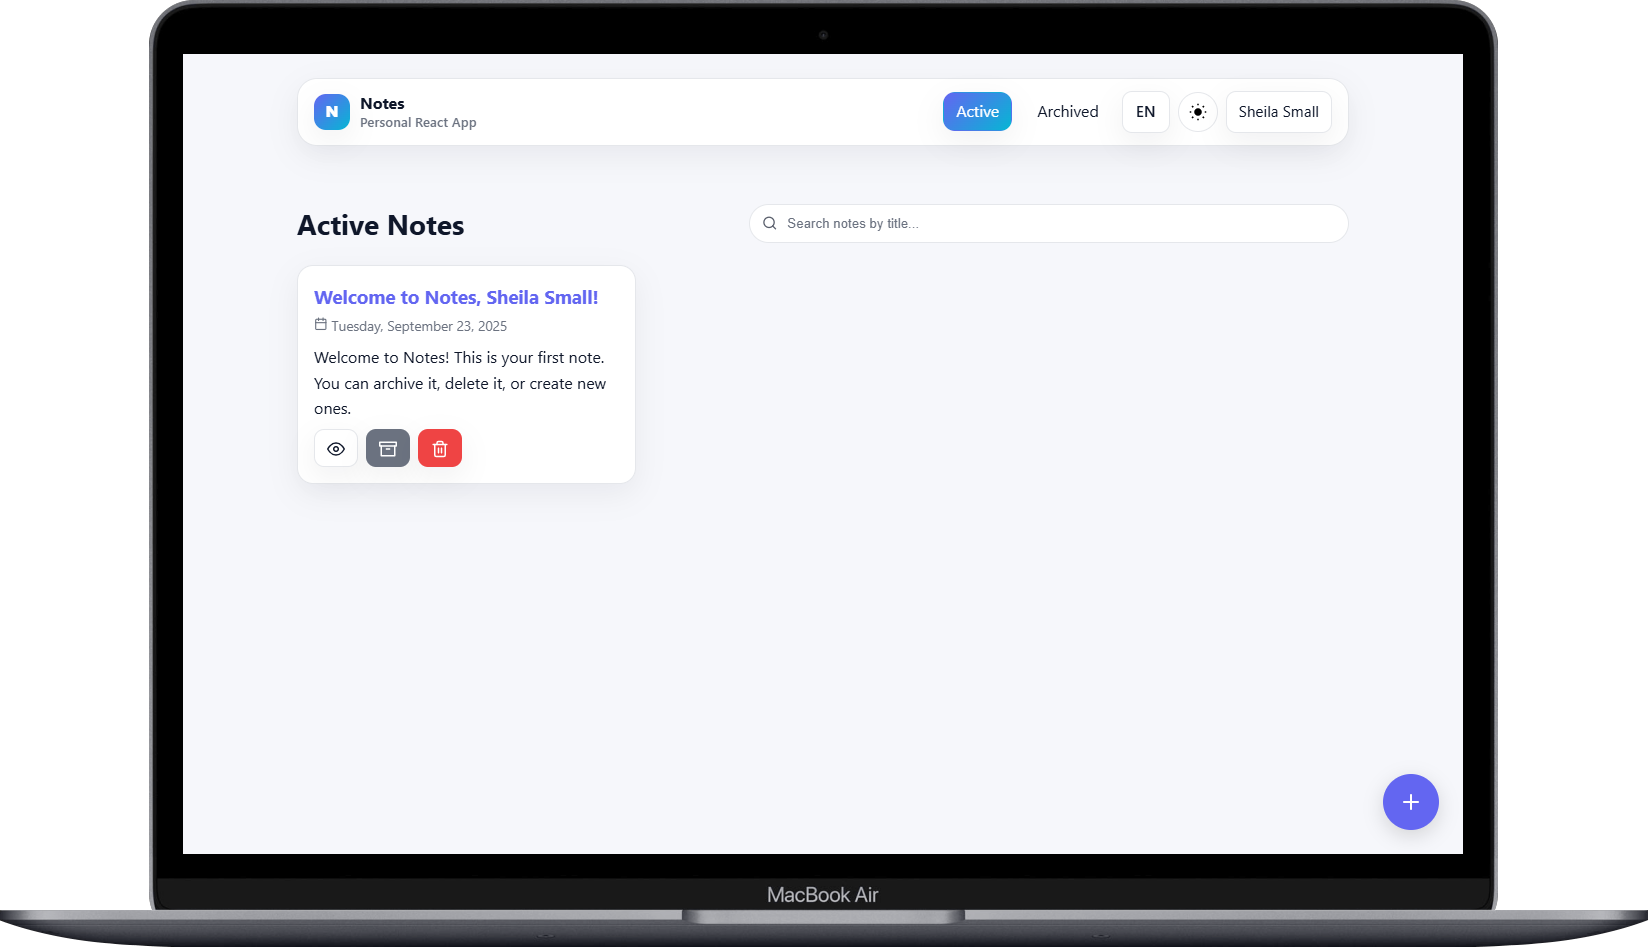 N
Notes
Personal React App
Active
Archived
EN
Sheila Small
Active Notes
Search notes by title...
Welcome to Notes, Sheila Small!
Tuesday, September 23, 2025
Welcome to Notes! This is your first note.
You can archive it, delete it, or create new
ones.
MacBook Air